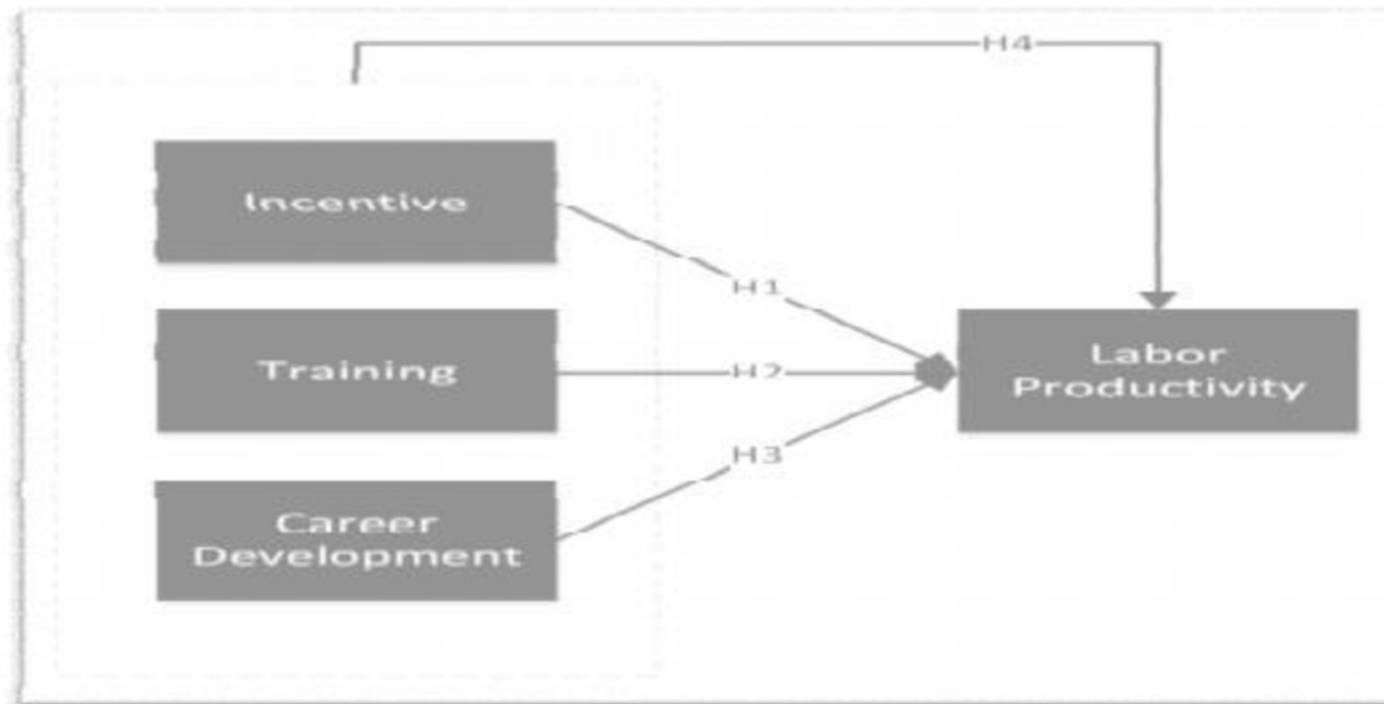 H4
Incentive
H1
Training
H2
Labor
Productivity
H3
Career
Development